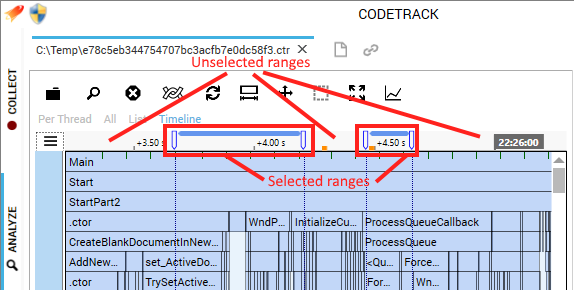 CODETRACK
C:\Temp\e78c5eb344754707bc3acfb7e0dc58f3.ctr
COLLECT
ANALYZE
Unselected ranges
Per Thread All List Timeline
+3.50 s +4.00 s +4.50 s 22:26:00
Main
Selected ranges
Start
StartPart2
.ctor WndP... InitializeCu... ProcessQueueCallback
CreateBlankDocumentInNew... ProcessQueue
AddNew... set_ActiveDo... <Qu... Force...
.ctor TrySetActive... For... Wn...